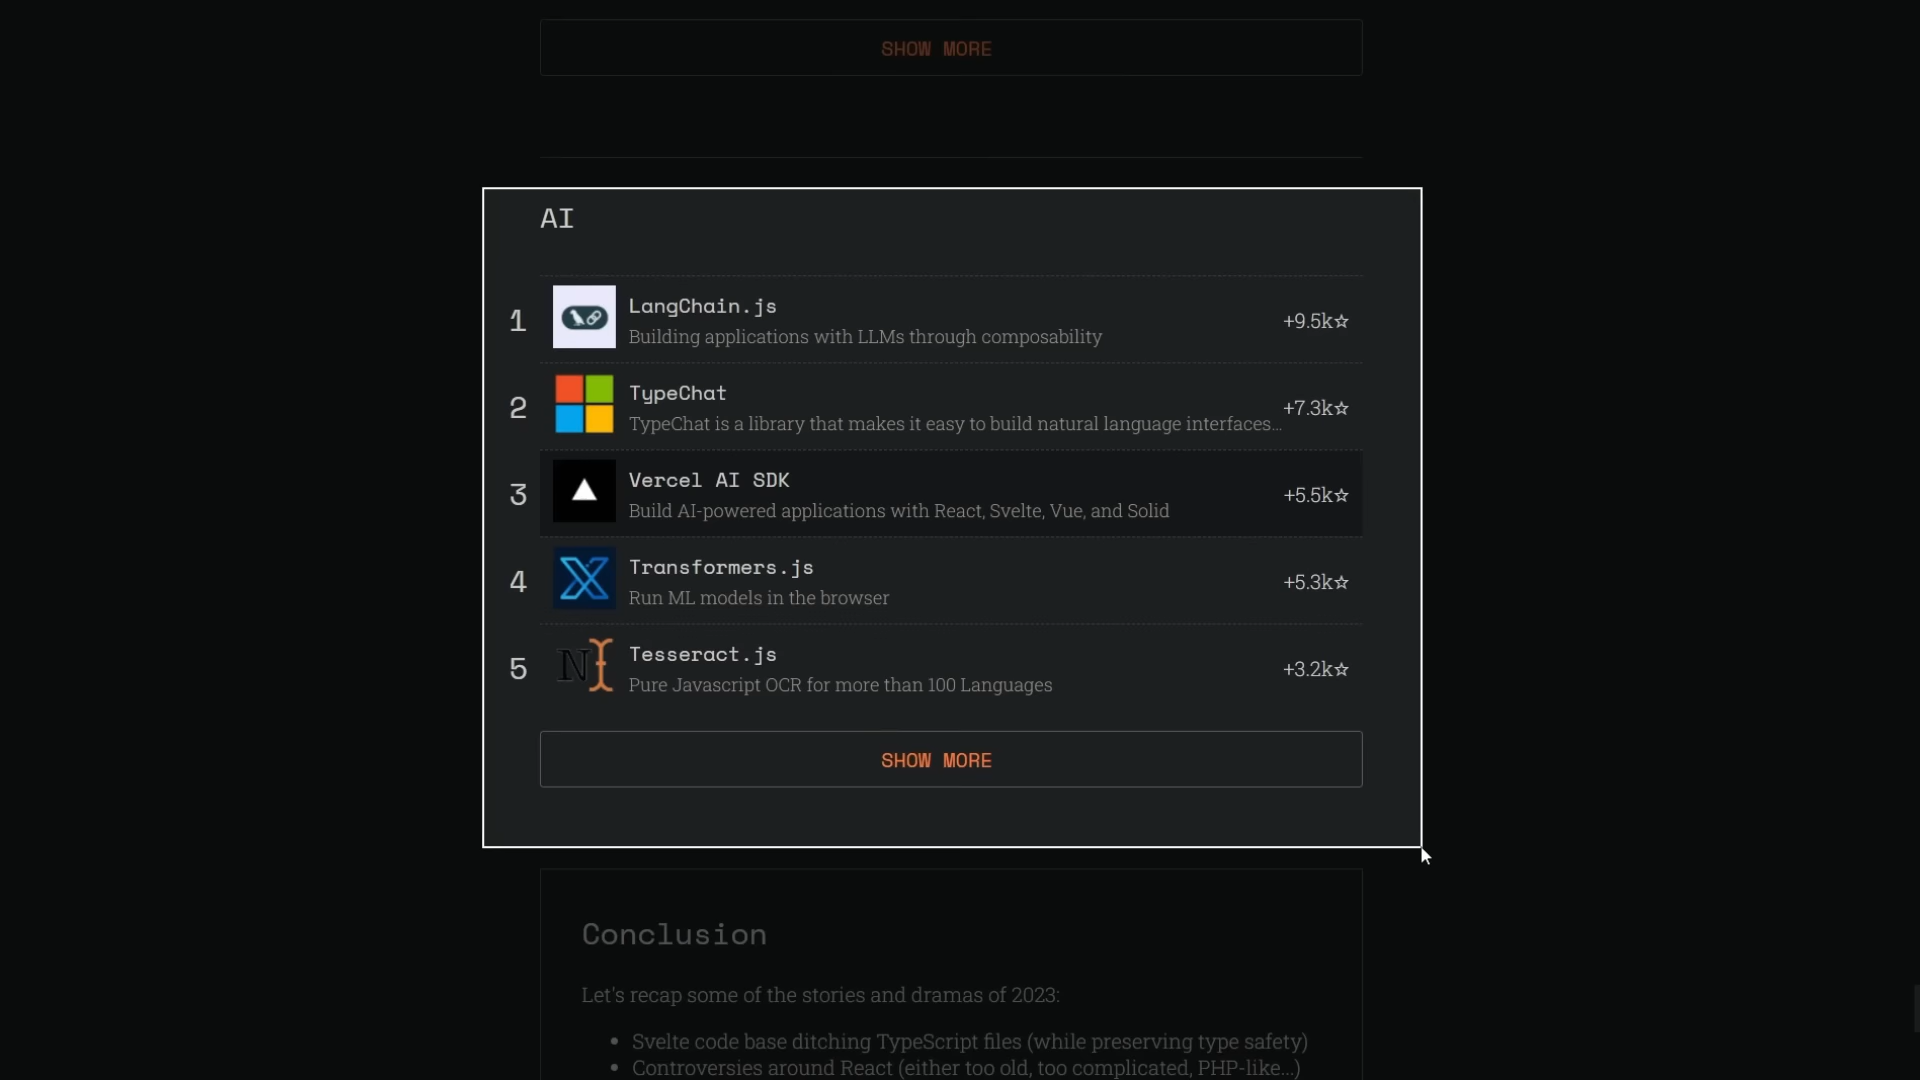 SHOW MORE
AI
1
LangChain.js
Building applications with LLMs through composability
+9.5k☆
2
TypeChat
TypeChat is a library that makes it easy to build natural language interfaces...
+7.3k☆
3
Vercel AI SDK
Build AI-powered applications with React, Svelte, Vue, and Solid
+5.5k☆
4
Transformers.js
Run ML models in the browser
+5.3k☆
5
N
Tesseract.js
Pure Javascript OCR for more than 100 Languages
+3.2k☆
SHOW MORE
Conclusion
Let's recap some of the stories and dramas of 2023:
• Svelte code base ditching TypeScript files (while preserving type safety)
• Controversies around React (either too old, too complicated, PHP-like...)